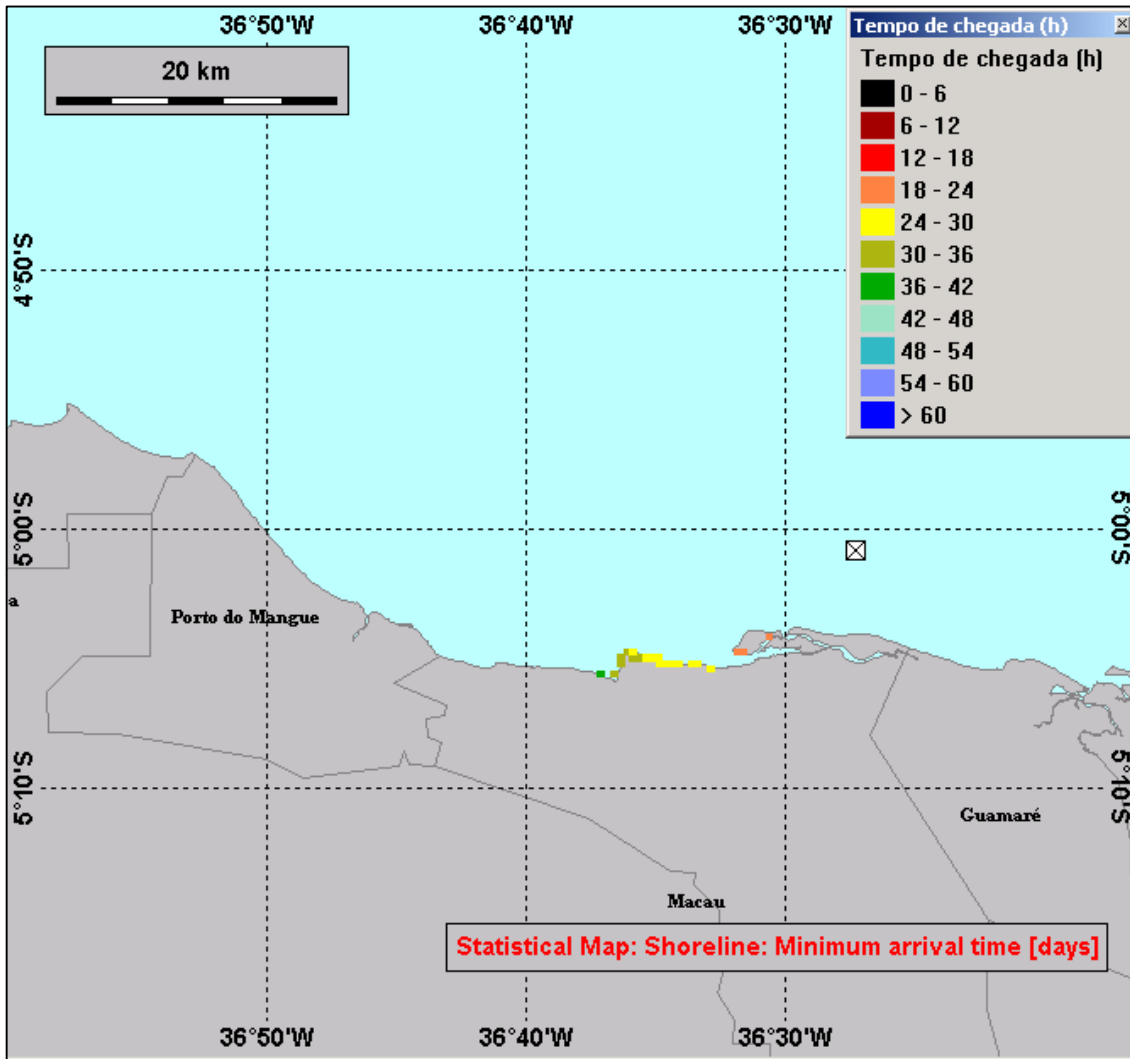 36°50'W 36°40'W 36°30'W
Tempo de chegada (h)
20 km
Tempo de chegada (h)
0 - 6
6 - 12
12 - 18
18 - 24
24 - 30
30 - 36
36 - 42
42 - 48
48 - 54
54 - 60
> 60
4°50'S
5°00'S
5°00'S
a
Porto do Mangue
5°10'S
5°10'S
Guamaré
Macau
Statistical Map: Shoreline: Minimum arrival time [days]
36°50'W 36°40'W 36°30'W